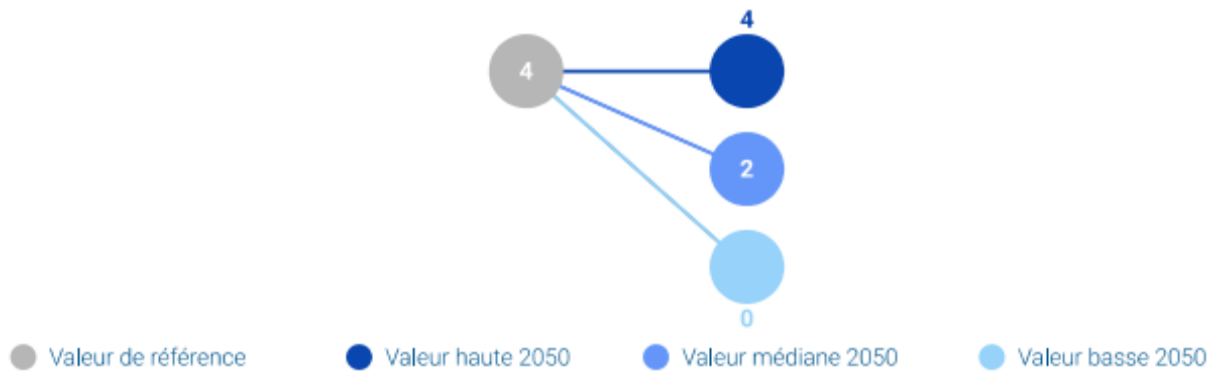 4
4
2
0
Valeur de référence
Valeur haute 2050
Valeur médiane 2050
Valeur basse 2050